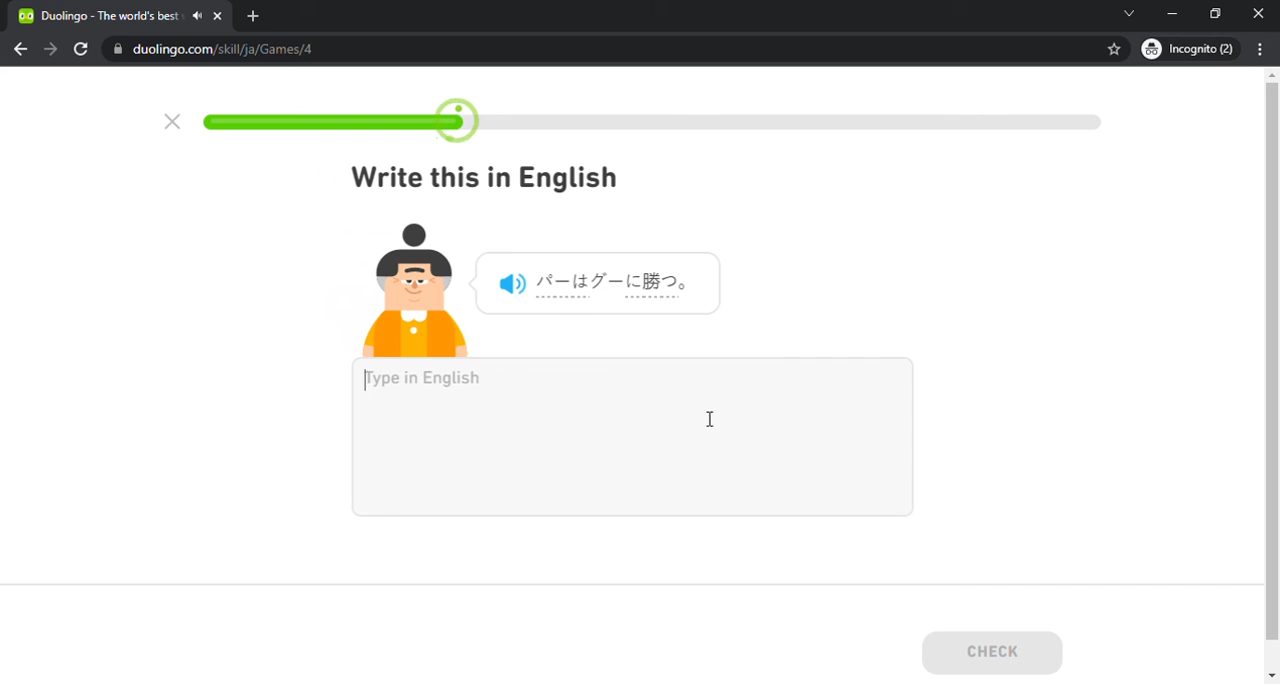 Duolingo - The world's best
duolingo.com/skill/ja/Games/4
Incognito (2)
Write this in English
パーはグーに勝つ。
Type in English
CHECK